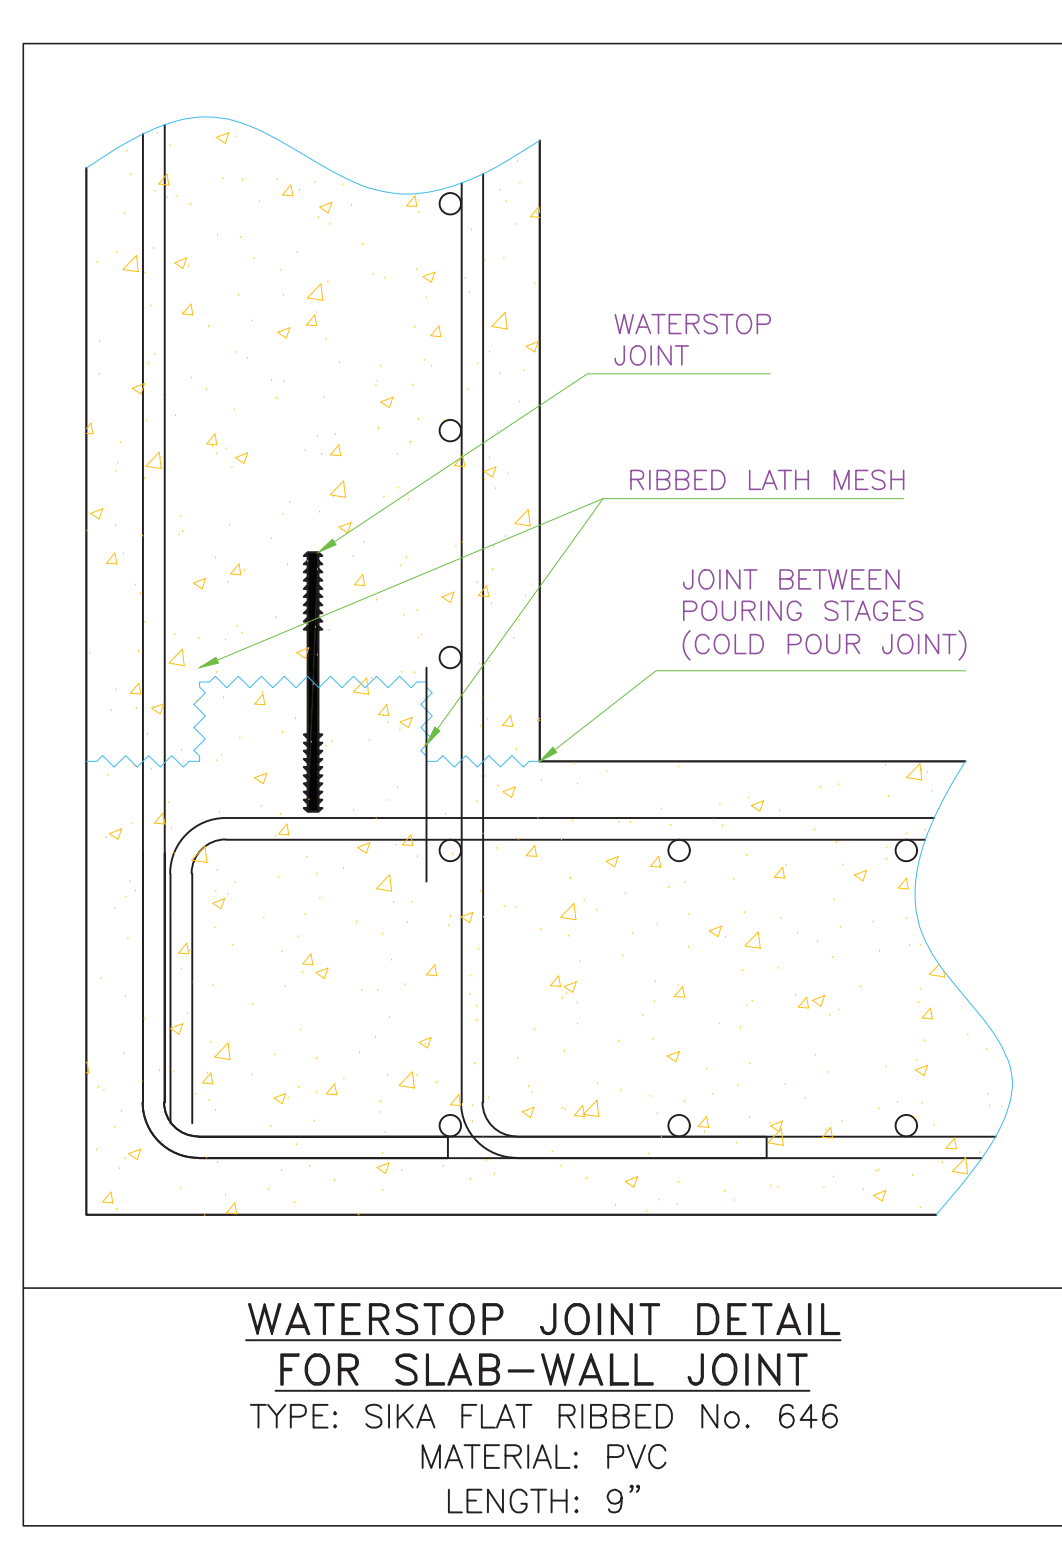 WATERSTOP
JOINT
RIBBED LATH MESH
JOINT BETWEEN
POURING STAGES
(COLD POUR JOINT)
WATERSTOP JOINT DETAIL
FOR SLAB-WALL JOINT
TYPE: SIKA FLAT RIBBED No. 646
MATERIAL: PVC
LENGTH: 9”